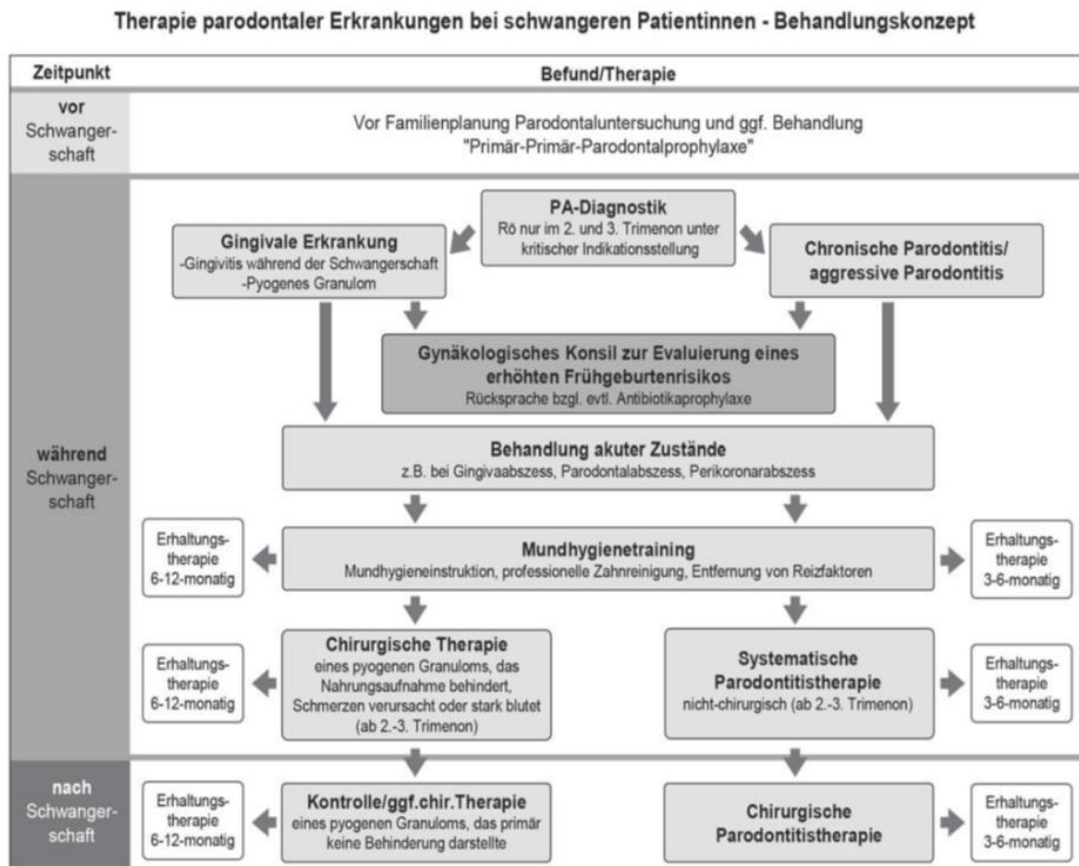 Therapie parodontaler Erkrankungen bei schwangeren Patientinnen - Behandlungskonzept
Zeitpunkt
Befund/Therapie
vor
Schwanger-
schaft
Vor Familienplanung Parodontaluntersuchung und ggf. Behandlung
"Primär-Primär-Parodontalprophylaxe"
während
Schwanger-
schaft
PA-Diagnostik
Rö nur im 2. und 3. Trimenon unter
kritischer Indikationsstellung
Gingivale Erkrankung
-Gingivitis während der Schwangerschaft
-Pyogenes Granulom
Chronische Parodontitis/
aggressive Parodontitis
Gynäkologisches Konsil zur Evaluierung eines
erhöhten Frühgeburtenrisikos
Rücksprache bzgl. evtl. Antibiotikaprophylaxe
Behandlung akuter Zustände
z.B. bei Gingivaabszess, Parodontalabszess, Perikoronarabszess
Erhaltungs-
therapie
6-12-monatig
Mundhygienetraining
Mundhygieneinstruktion, professionelle Zahnreinigung, Entfernung von Reizfaktoren
Erhaltungs-
therapie
3-6-monatig
Erhaltungs-
therapie
6-12-monatig
Chirurgische Therapie
eines pyogenen Granuloms, das
Nahrungsaufnahme behindert,
Schmerzen verursacht oder stark blutet
(ab 2.-3. Trimenon)
Systematische
Parodontitistherapie
nicht-chirurgisch (ab 2.-3. Trimenon)
Erhaltungs-
therapie
3-6-monatig
nach
Schwanger-
schaft
Erhaltungs-
therapie
6-12-monatig
Kontrolle/ggf.chir.Therapie
eines pyogenen Granuloms, das primär
keine Behinderung darstellte
Chirurgische
Parodontitistherapie
Erhaltungs-
therapie
3-6-monatig